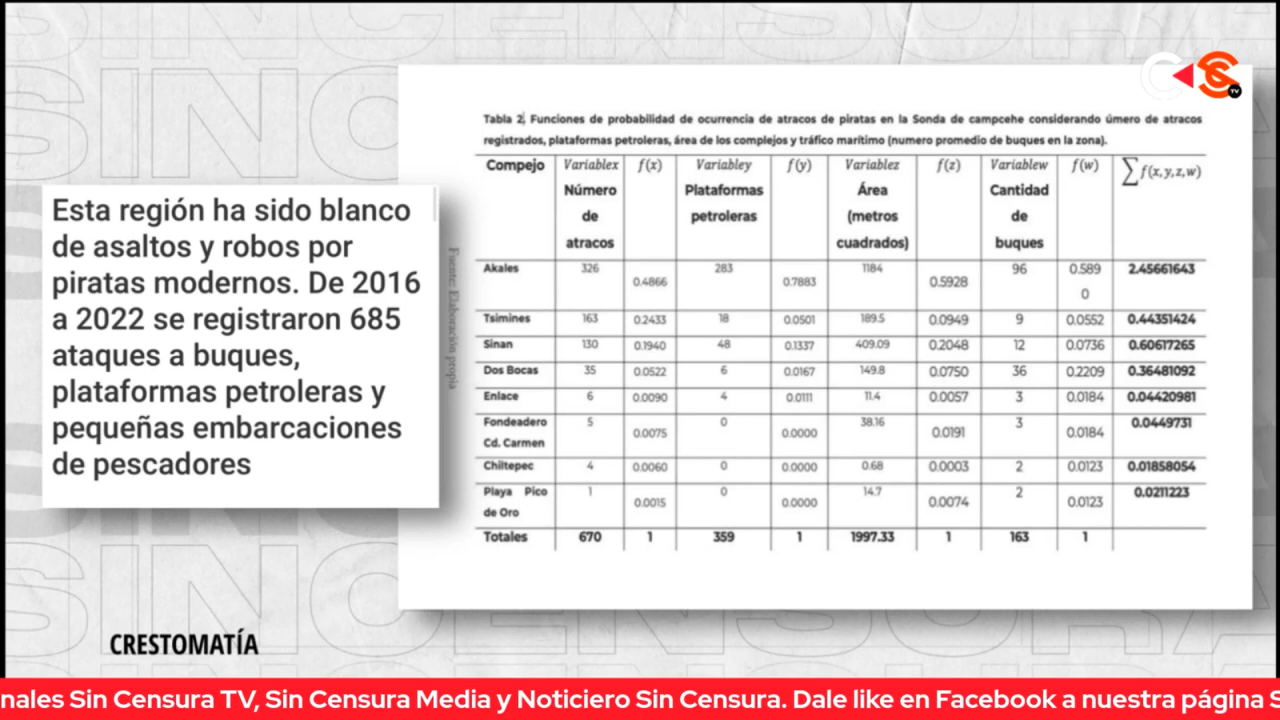 Esta región ha sido blanco
de asaltos y robos por
piratas modernos. De 2016
a 2022 se registraron 685
ataques a buques,
plataformas petroleras y
pequeñas embarcaciones
de pescadores
Fuente: Elaboración propia
Tabla 2. Funciones de probabilidad de ocurrencia de atracos de piratas en la Sonda de campcehe considerando úmero de atracos
registrados, plataformas petroleras, área de los complejos y tráfico marítimo (numero promedio de buques en la zona).
Compejo Variablex f(x) Variabley f(y) Variablez f(z) Variablew f(w) ∑ f(x,y,z,w)
Número Plataformas Área Cantidad
de petroleras (metros de
atracos cuadrados) buques
Akales 326 0.4866 283 0.7883 1184 0.5928 96 0.589 2.45661643
0
Tsimines 163 0.2433 18 0.0501 189.5 0.0949 9 0.0552 0.44351424
Sinan 130 0.1940 48 0.1337 409.09 0.2048 12 0.0736 0.60617265
Dos Bocas 35 0.0522 6 0.0167 149.8 0.0750 36 0.2209 0.36481092
Enlace 6 0.0090 4 0.0111 11.4 0.0057 3 0.0184 0.04420981
Fondeadero 5 0.0075 0 0.0000 38.16 0.0191 3 0.0184 0.0449731
Cd. Carmen
Chiltepec 4 0.0060 0 0.0000 0.68 0.0003 2 0.0123 0.01858054
Playa Pico 1 0.0015 0 0.0000 14.7 0.0074 2 0.0123 0.0211223
de Oro
Totales 670 1 359 1 1997.33 1 163 1
TV
CRESTOMATÍA
nales Sin Censura TV, Sin Censura Media y Noticiero Sin Censura. Dale like en Facebook a nuestra página S